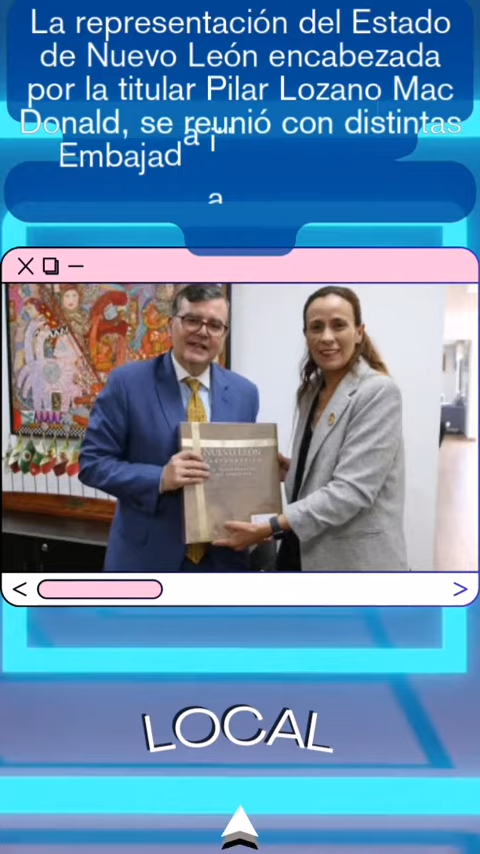 La representación del Estado
de Nuevo León encabezada
por la titular Pilar Lozano Mac
Donald, se reunió con distintas
Embajad
NUEVO LEÓN
LOCAL